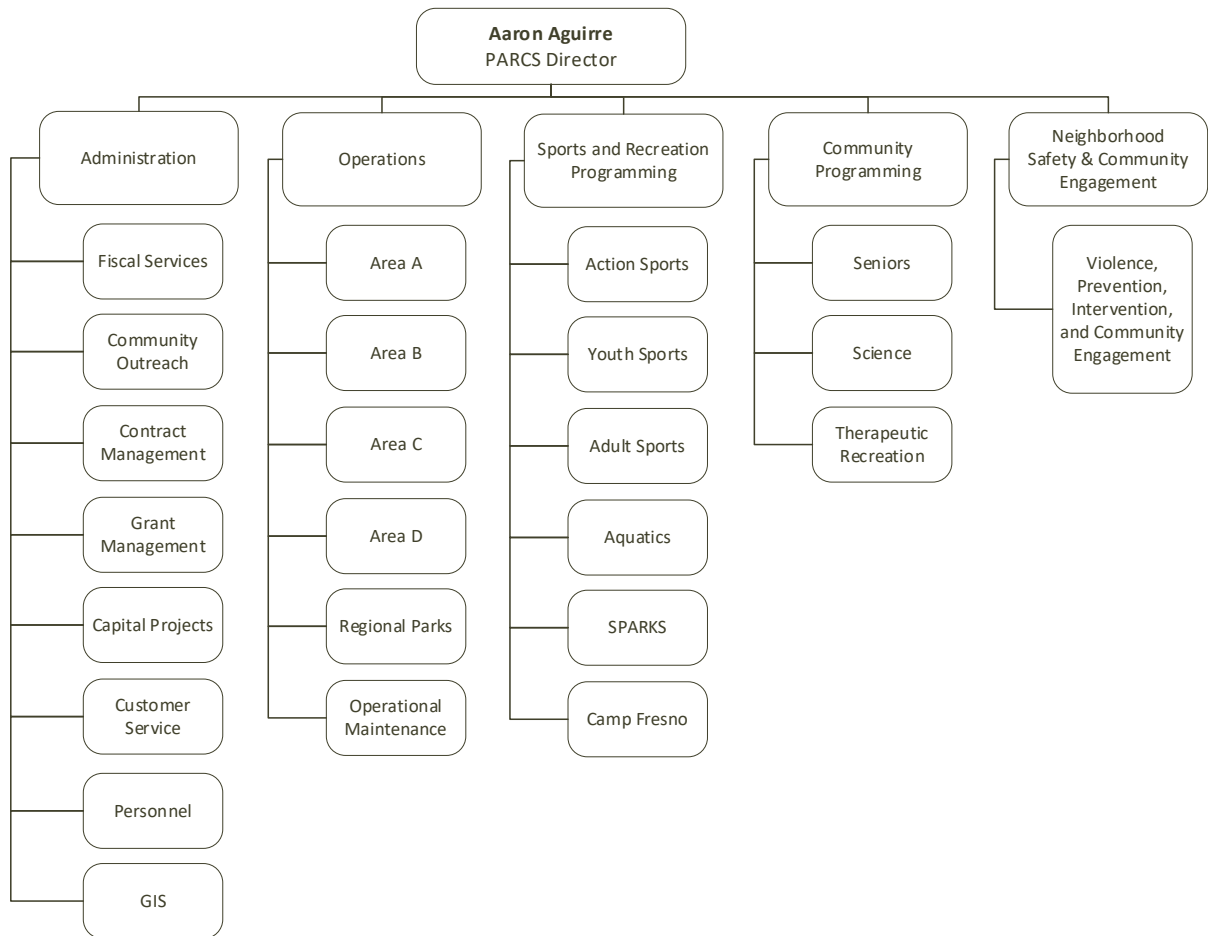 Aaron Aguirre
PARCS Director
Administration
Fiscal Services
Community
Outreach
Contract
Management
Grant
Management
Capital Projects
Customer
Service
Personnel
GIS
Operations
Area A
Area B
Area C
Area D
Regional Parks
Operational
Maintenance
Sports and Recreation
Programming
Action Sports
Youth Sports
Adult Sports
Aquatics
SPARKS
Camp Fresno
Community
Programming
Seniors
Science
Therapeutic
Recreation
Neighborhood
Safety & Community
Engagement
Violence,
Prevention,
Intervention,
and Community
Engagement